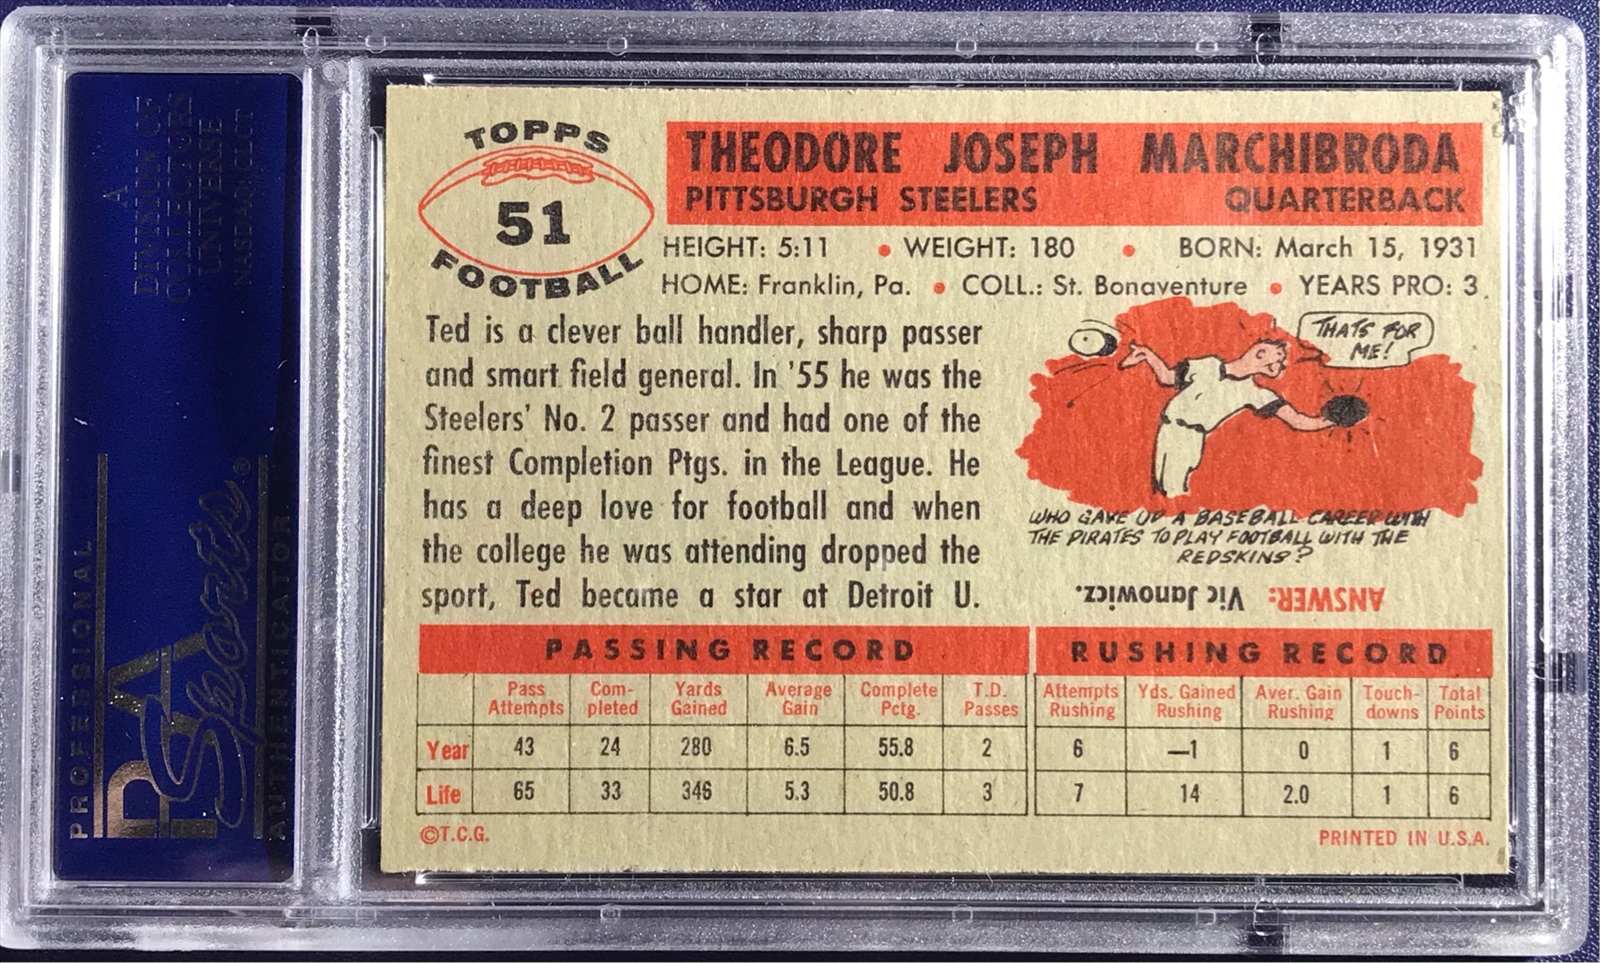 A
DIVISION OF
COLLECTORS
UNIVERSE
NASDAQ: CLCT
PROFESSIONAL
PSA
Sports®
AUTHENTICATOR
TOPPS
51
FOOTBALL
THEODORE JOSEPH MARCHIBRODA
PITTSBURGH STEELERS QUARTERBACK
HEIGHT: 5:11 • WEIGHT: 180 • BORN: March 15, 1931
HOME: Franklin, Pa. • COLL.: St. Bonaventure • YEARS PRO: 3
Ted is a clever ball handler, sharp passer
and smart field general. In '55 he was the
Steelers' No. 2 passer and had one of the
finest Completion Ptgs. in the League. He
has a deep love for football and when
the college he was attending dropped the
sport, Ted became a star at Detroit U.
THATS FOR
ME!
WHO GAVE UP A BASEBALL CAREER WITH
THE PIRATES TO PLAY FOOTBALL WITH THE
REDSKINS?
ANSWER: Vic Janowicz.
PASSING RECORD RUSHING RECORD
Pass Attempts Com-pleted Yards Gained Average Gain Complete Pctg. T.D. Passes Attempts Rushing Yds. Gained Rushing Aver. Gain Rushing Touch-downs Total Points
Year 43 24 280 6.5 55.8 2 6 —1 0 1 6
Life 65 33 346 5.3 50.8 3 7 14 2.0 1 6
©T.C.G. PRINTED IN U.S.A.